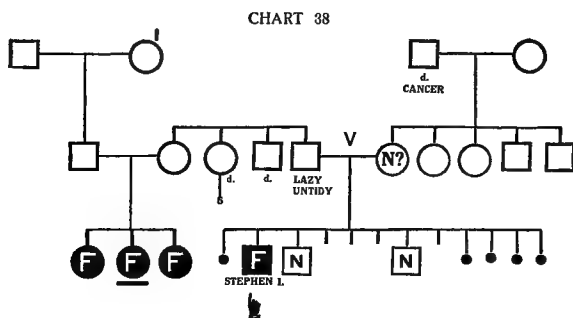 CHART 38
d.
CANCER
V
N?
d.
d.
LAZY
UNTIDY
6
F F F F N N
STEPHEN I.